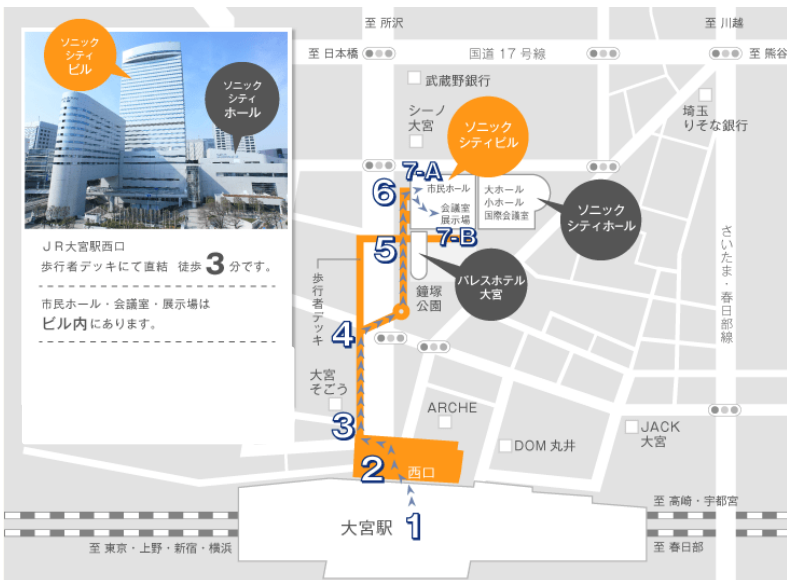 ソニック
シティ
ビル
ソニック
シティ
ホール
JR大宮駅西口
歩行者デッキにて直結 徒歩3分です。
市民ホール・会議室・展示場は
ビル内にあります。
至 所沢
至 川越
至 日本橋
国道17号線
至 熊谷
武蔵野銀行
シーノ
大宮
埼玉
りそな銀行
ソニック
シティビル
7-A
6
市民ホール
会議室
展示場
大ホール
小ホール
国際会議室
ソニック
シティホール
7-B
5
パレスホテル
大宮
鐘塚
公園
歩行者デッキ
さいたま・春日部線
4
大宮
そごう
3
ARCHE
DOM 丸井
JACK
大宮
2
西口
1
大宮駅
至 高崎・宇都宮
至 東京・上野・新宿・横浜
至 春日部